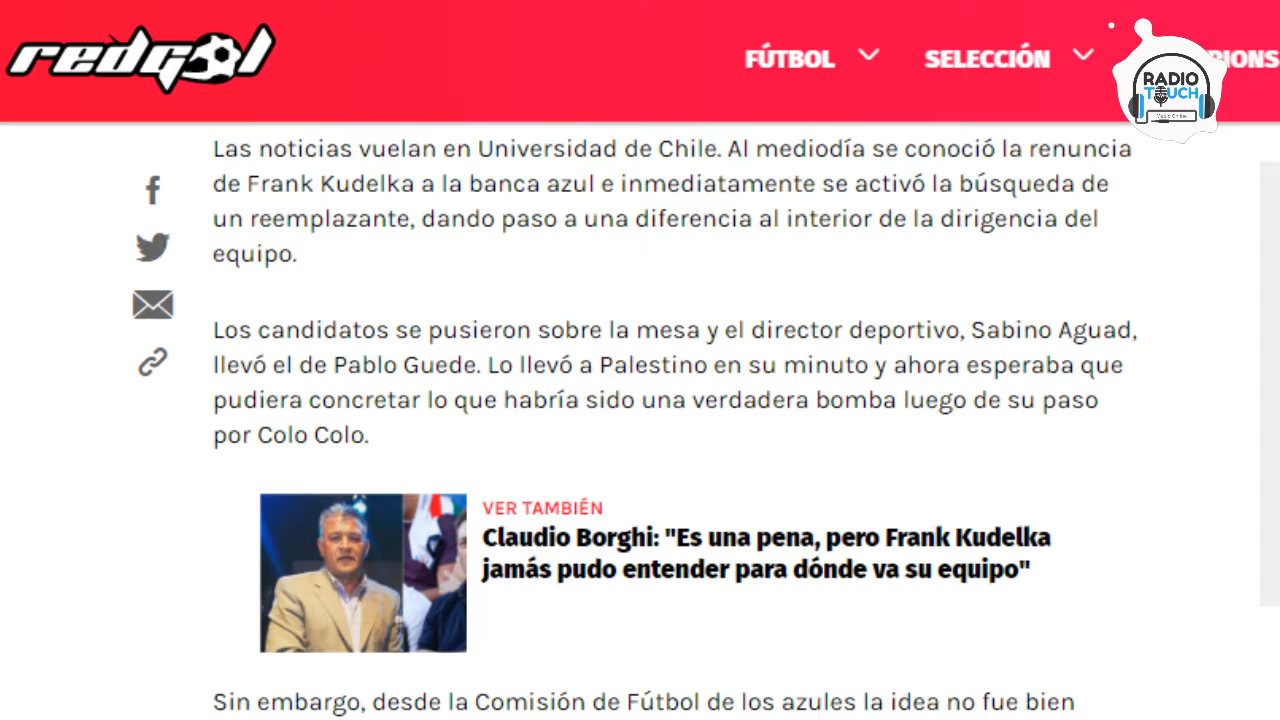 redgol
FÚTBOL
SELECCIÓN
PIONS
RADIO
TOUCH
Las noticias vuelan en Universidad de Chile. Al mediodía se conoció la renuncia
de Frank Kudelka a la banca azul e inmediatamente se activó la búsqueda de
un reemplazante, dando paso a una diferencia al interior de la dirigencia del
equipo.
Los candidatos se pusieron sobre la mesa y el director deportivo, Sabino Aguad,
llevó el de Pablo Guede. Lo llevó a Palestino en su minuto y ahora esperaba que
pudiera concretar lo que habría sido una verdadera bomba luego de su paso
por Colo Colo.
VER TAMBIÉN
Claudio Borghi: "Es una pena, pero Frank Kudelka
jamás pudo entender para dónde va su equipo"
Sin embargo, desde la Comisión de Fútbol de los azules la idea no fue bien